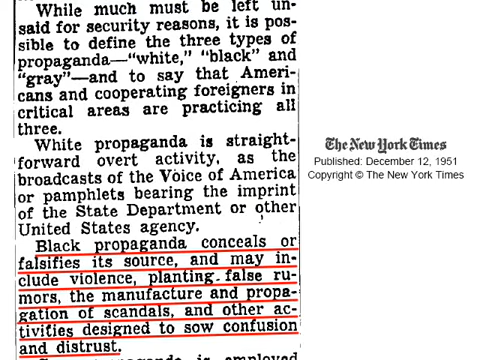 While much must be left un-
said for security reasons, it is pos-
sible to define the three types of
propaganda—“white,” “black” and
“gray”—and to say that Ameri-
cans and cooperating foreigners in
critical areas are practicing all
three.
White propaganda is straight-
forward overt activity, as the
broadcasts of the Voice of America
or pamphlets bearing the imprint
of the State Department or other
United States agency.
Black propaganda conceals or
falsifies its source, and may in-
clude violence, planting false ru-
mors, the manufacture and propa-
gation of scandals, and other ac-
tivities designed to sow confusion
and distrust.
propaganda is employed
The New York Times
Published: December 12, 1951
Copyright © The New York Times